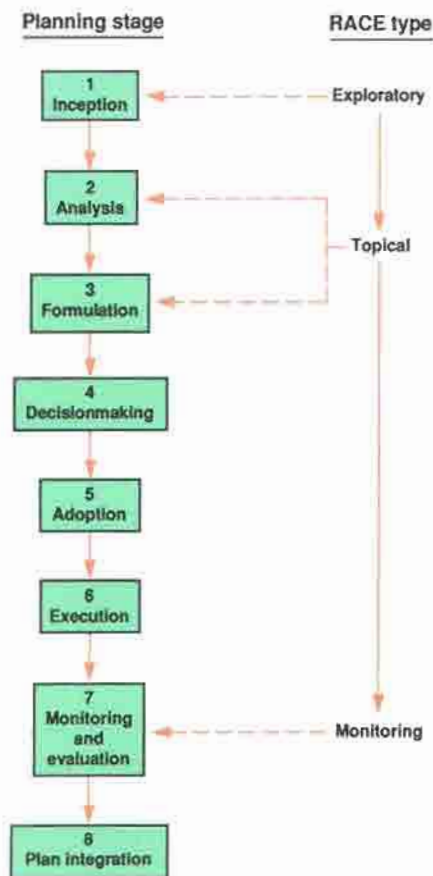 Planning stage
RACE type
1
Inception
Exploratory
2
Analysis
Topical
3
Formulation
4
Decisionmaking
5
Adoption
6
Execution
7
Monitoring
and
evaluation
Monitoring
8
Plan integration